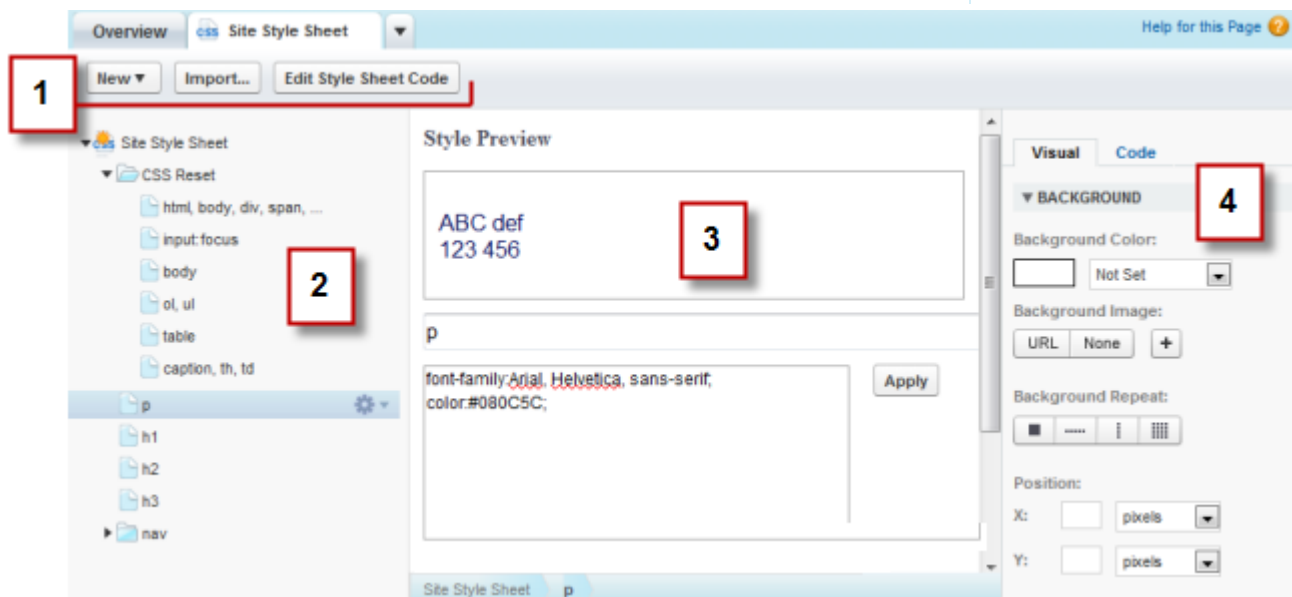 Overview
css Site Style Sheet
Help for this Page ?
1
New
Import...
Edit Style Sheet Code
css Site Style Sheet
CSS Reset
html, body, div, span, ...
input:focus
body
ol, ul
table
caption, th, td
p
h1
h2
h3
nav
2
Style Preview
ABC def
123 456
3
p
font-family:Arial, Helvetica, sans-serif;
color:#080C5C;
Apply
Site Style Sheet
p
Visual
Code
4
BACKGROUND
Background Color:
Not Set
Background Image:
URL
None
+
Background Repeat:
Position:
X:
pixels
Y:
pixels